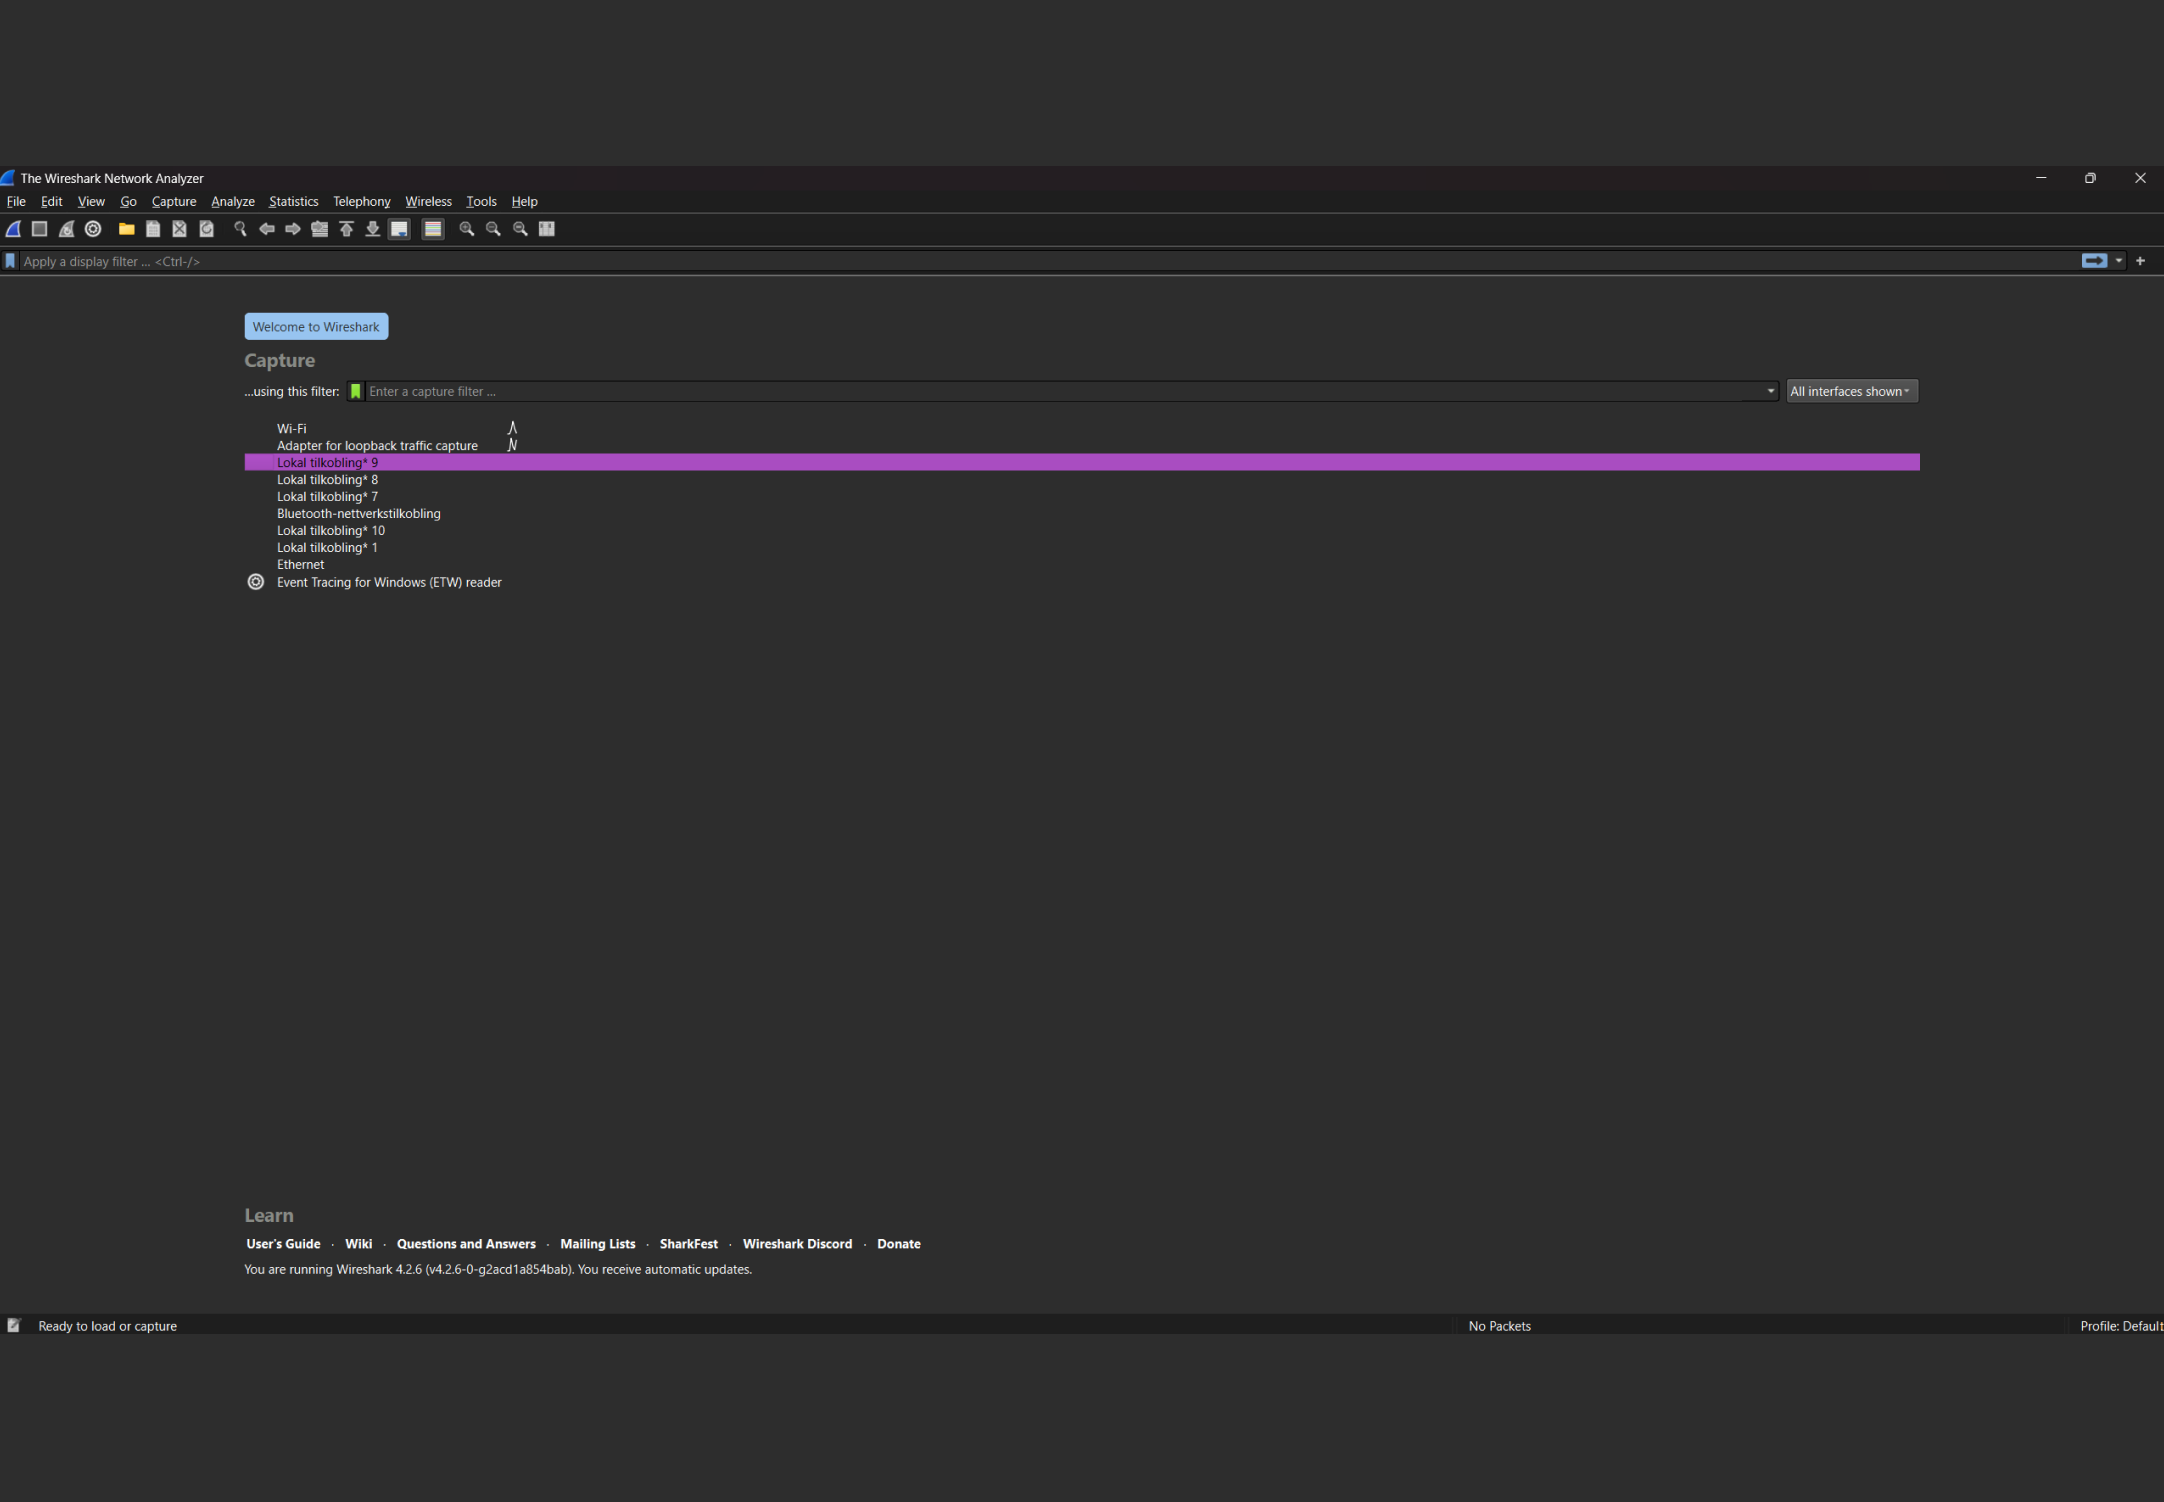 The Wireshark Network Analyzer
File Edit View Go Capture Analyze Statistics Telephony Wireless Tools Help
Apply a display filter ... <Ctrl-/>
Welcome to Wireshark
Capture
...using this filter: Enter a capture filter ... All interfaces shown
Wi-Fi
Adapter for loopback traffic capture
Lokal tilkobling* 9
Lokal tilkobling* 8
Lokal tilkobling* 7
Bluetooth-nettverkstilkobling
Lokal tilkobling* 10
Lokal tilkobling* 1
Ethernet
Event Tracing for Windows (ETW) reader
Learn
User's Guide · Wiki · Questions and Answers · Mailing Lists · SharkFest · Wireshark Discord · Donate
You are running Wireshark 4.2.6 (v4.2.6-0-g2acd1a854bab). You receive automatic updates.
Ready to load or capture No Packets Profile: Default